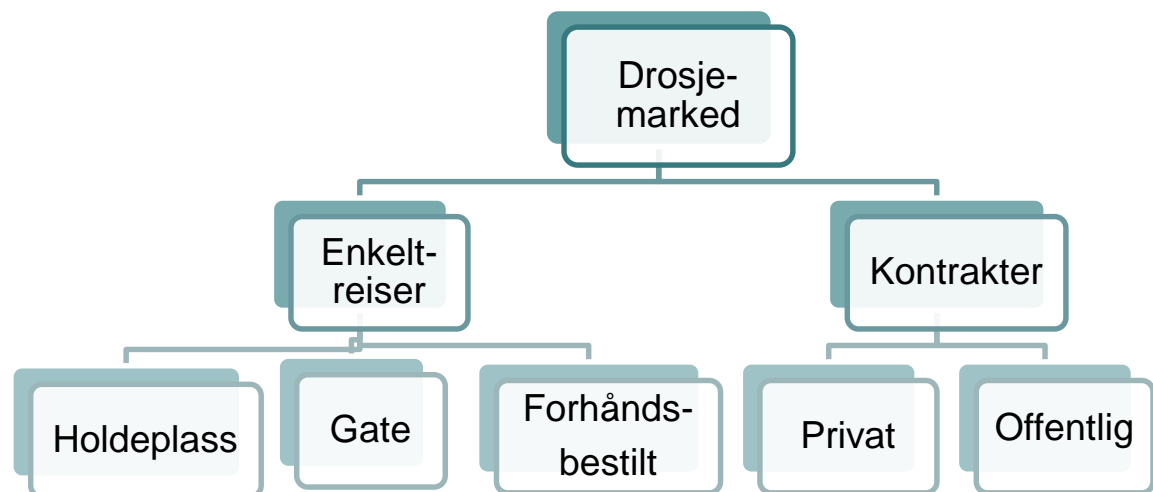 Drosje-
marked
Enkelt-
reiser
Kontrakter
Holdeplass
Gate
Forhånds-
bestilt
Privat
Offentlig